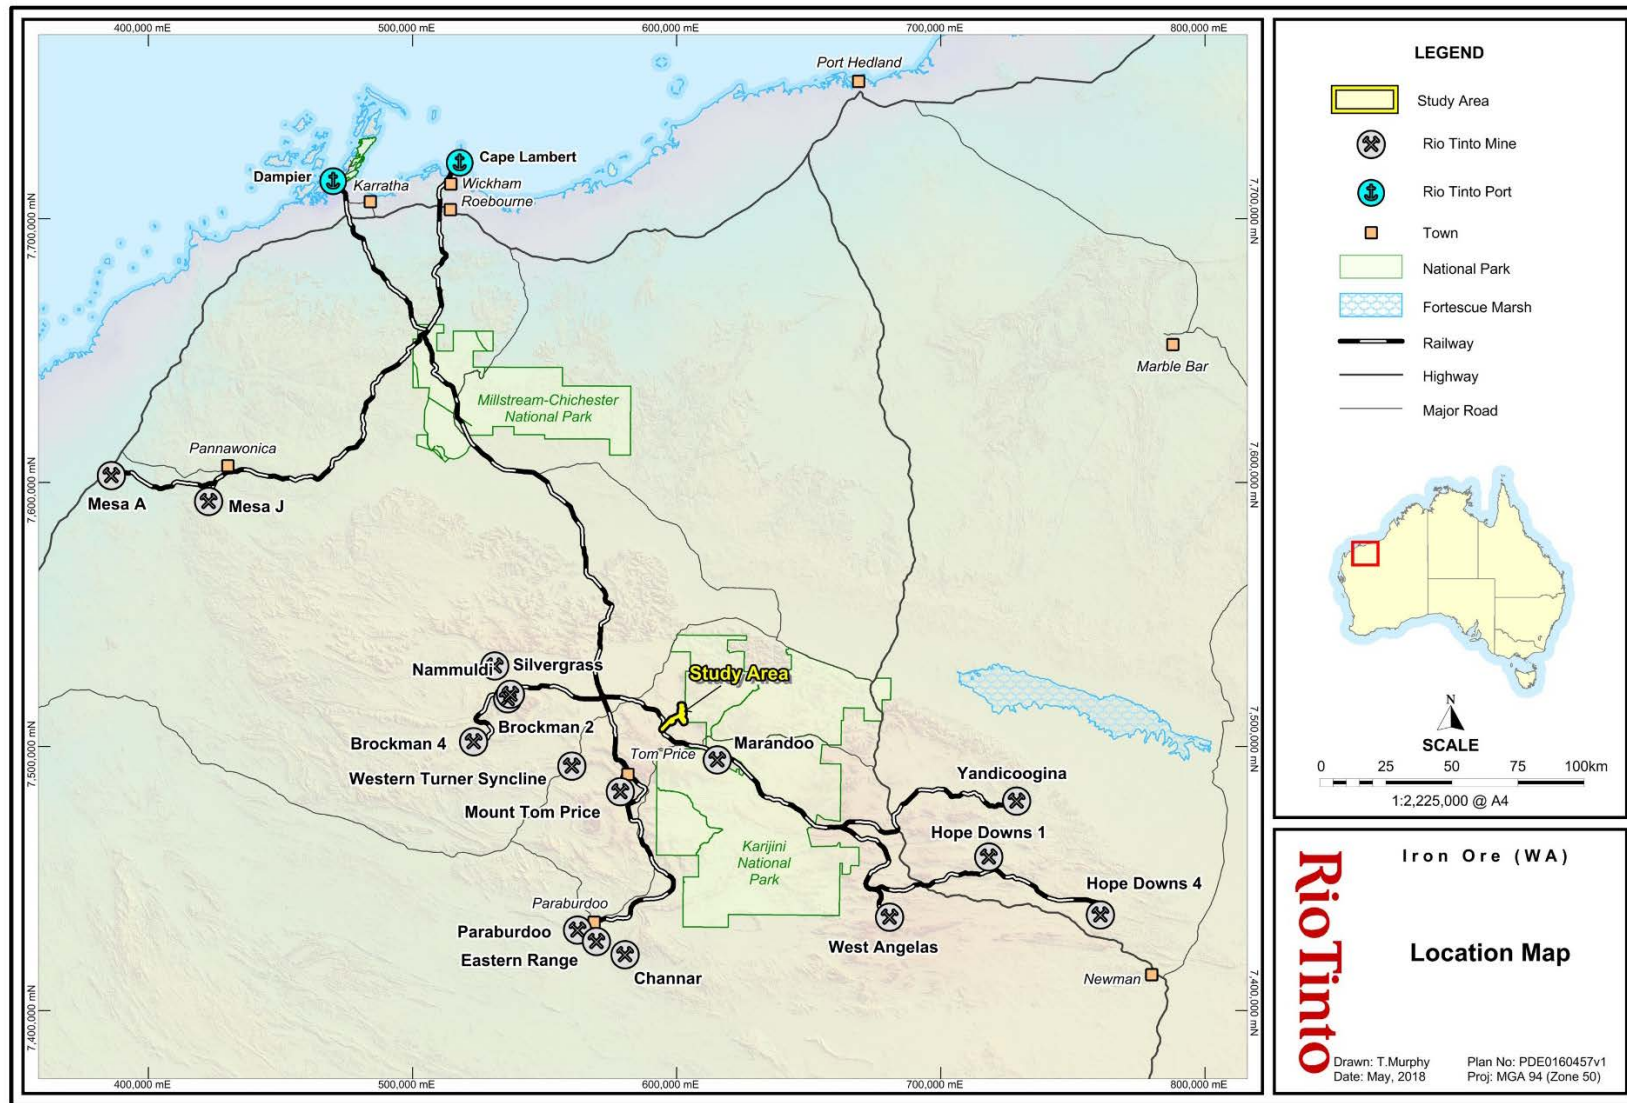 400,000 mE
500,000 mE
600,000 mE
700,000 mE
800,000 mE
7,700,000 mN
7,600,000 mN
7,500,000 mN
7,400,000 mN
7,700,000 mN
7,600,000 mN
7,500,000 mN
7,400,000 mN
Port Hedland
Cape Lambert
Dampier
Karratha
Wickham
Roebourne
Marble Bar
Millstream-Chichester
National Park
Pannawonica
Mesa A
Mesa J
Nammuldi
Silvergrass
Study Area
Brockman 2
Brockman 4
Tom Price
Marandoo
Western Turner Syncline
Mount Tom Price
Yandicoogina
Hope Downs 1
Karijini
National
Park
Hope Downs 4
Paraburdoo
Paraburdoo
Eastern Range
Channar
West Angelas
Newman
400,000 mE
500,000 mE
600,000 mE
700,000 mE
800,000 mE
LEGEND
Study Area
Rio Tinto Mine
Rio Tinto Port
Town
National Park
Fortescue Marsh
Railway
Highway
Major Road
N
SCALE
0 25 50 75 100km
1:2,225,000 @ A4
RioTinto
Iron Ore (WA)
Location Map
Drawn: T.Murphy
Date: May, 2018
Plan No: PDE0160457v1
Proj: MGA 94 (Zone 50)